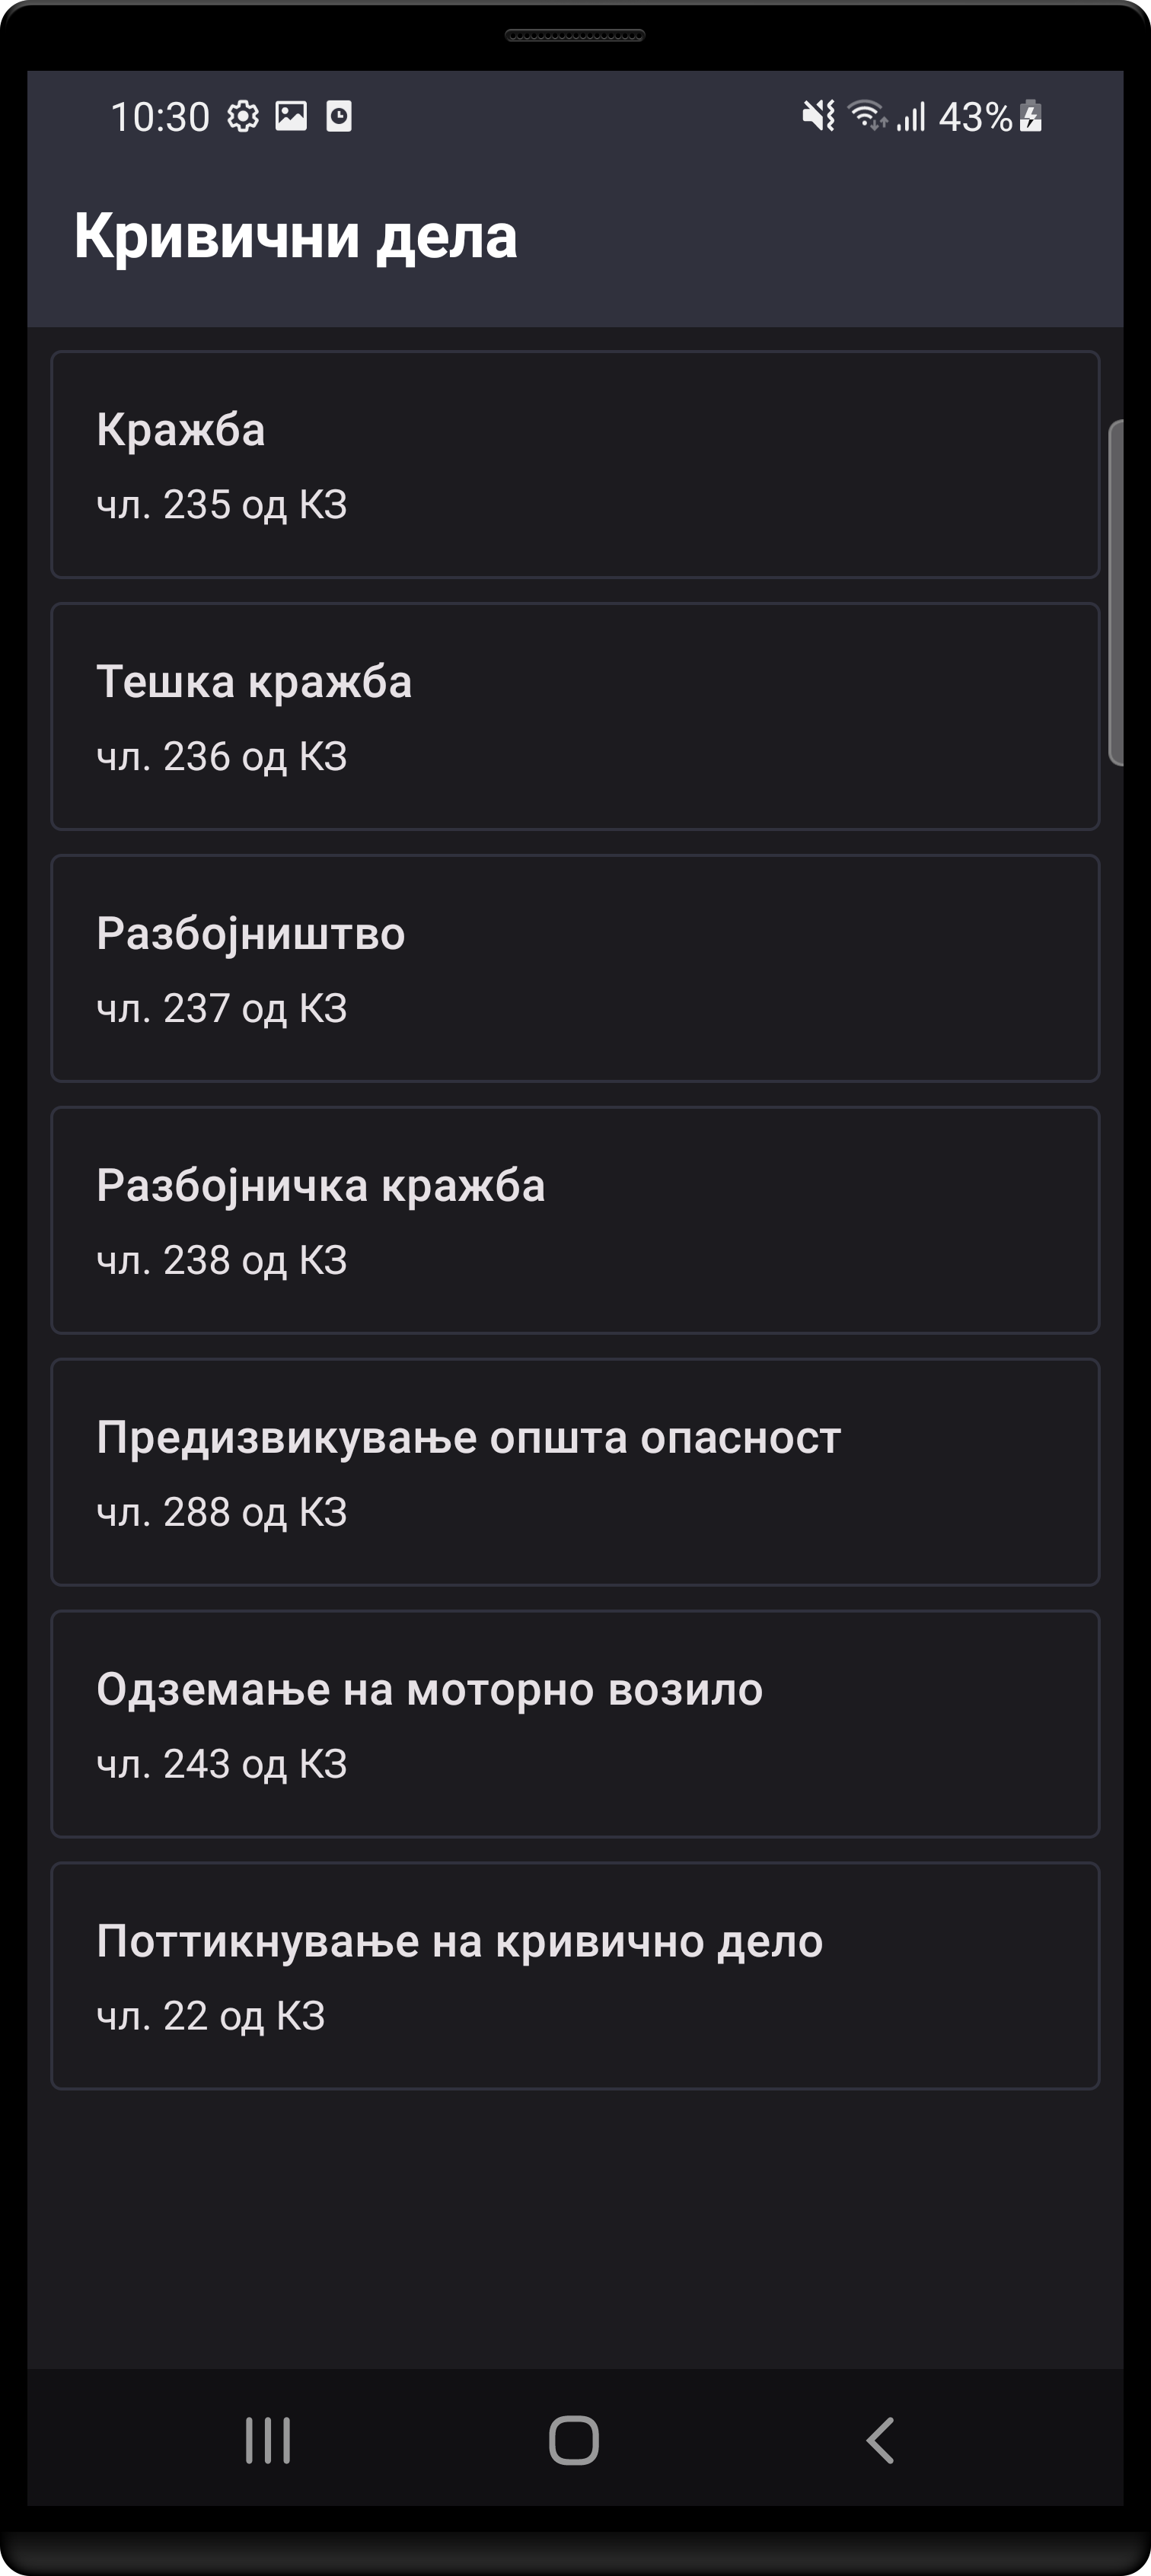 10:30
43%
Кривични дела
Кражба
чл. 235 од КЗ
Тешка кражба
чл. 236 од КЗ
Разбојништво
чл. 237 од КЗ
Разбојничка кражба
чл. 238 од КЗ
Предизвикување општа опасност
чл. 288 од КЗ
Одземање на моторно возило
чл. 243 од КЗ
Поттикнување на кривично дело
чл. 22 од КЗ